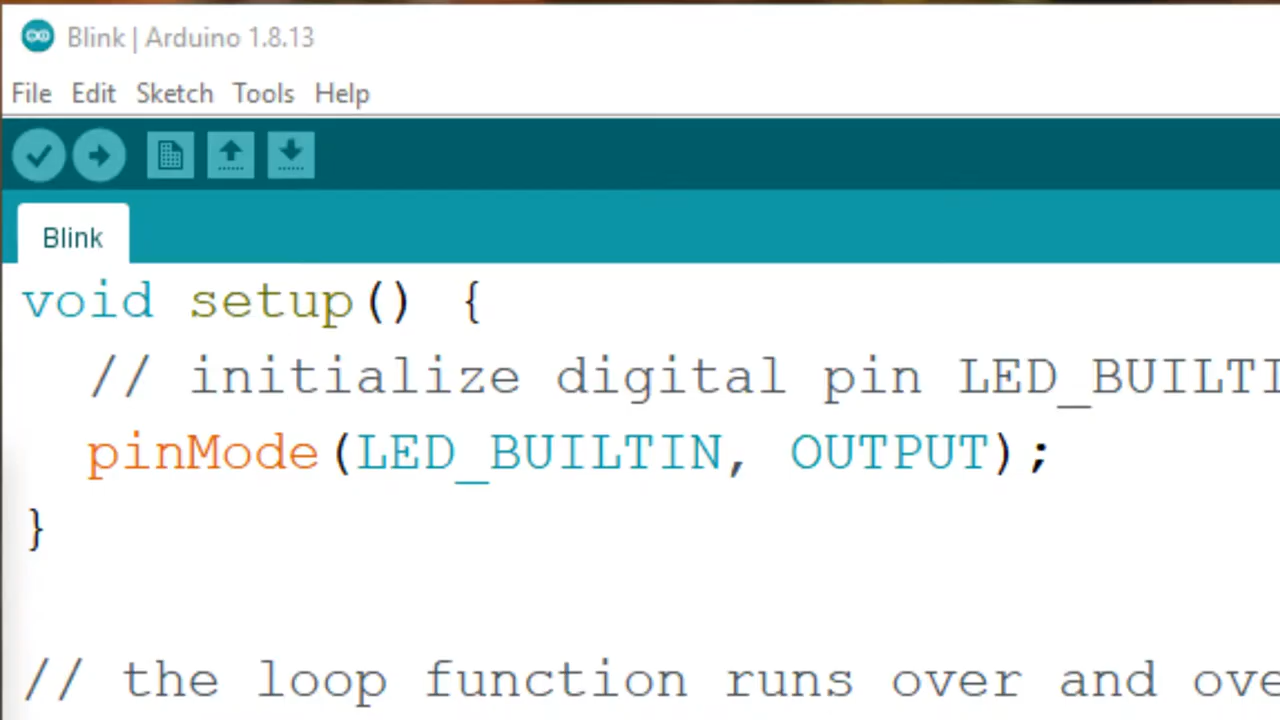 Blink | Arduino 1.8.13
File Edit Sketch Tools Help
Blink
void setup() {
  // initialize digital pin LED_BUILTI
  pinMode(LED_BUILTIN, OUTPUT);
}
// the loop function runs over and ove